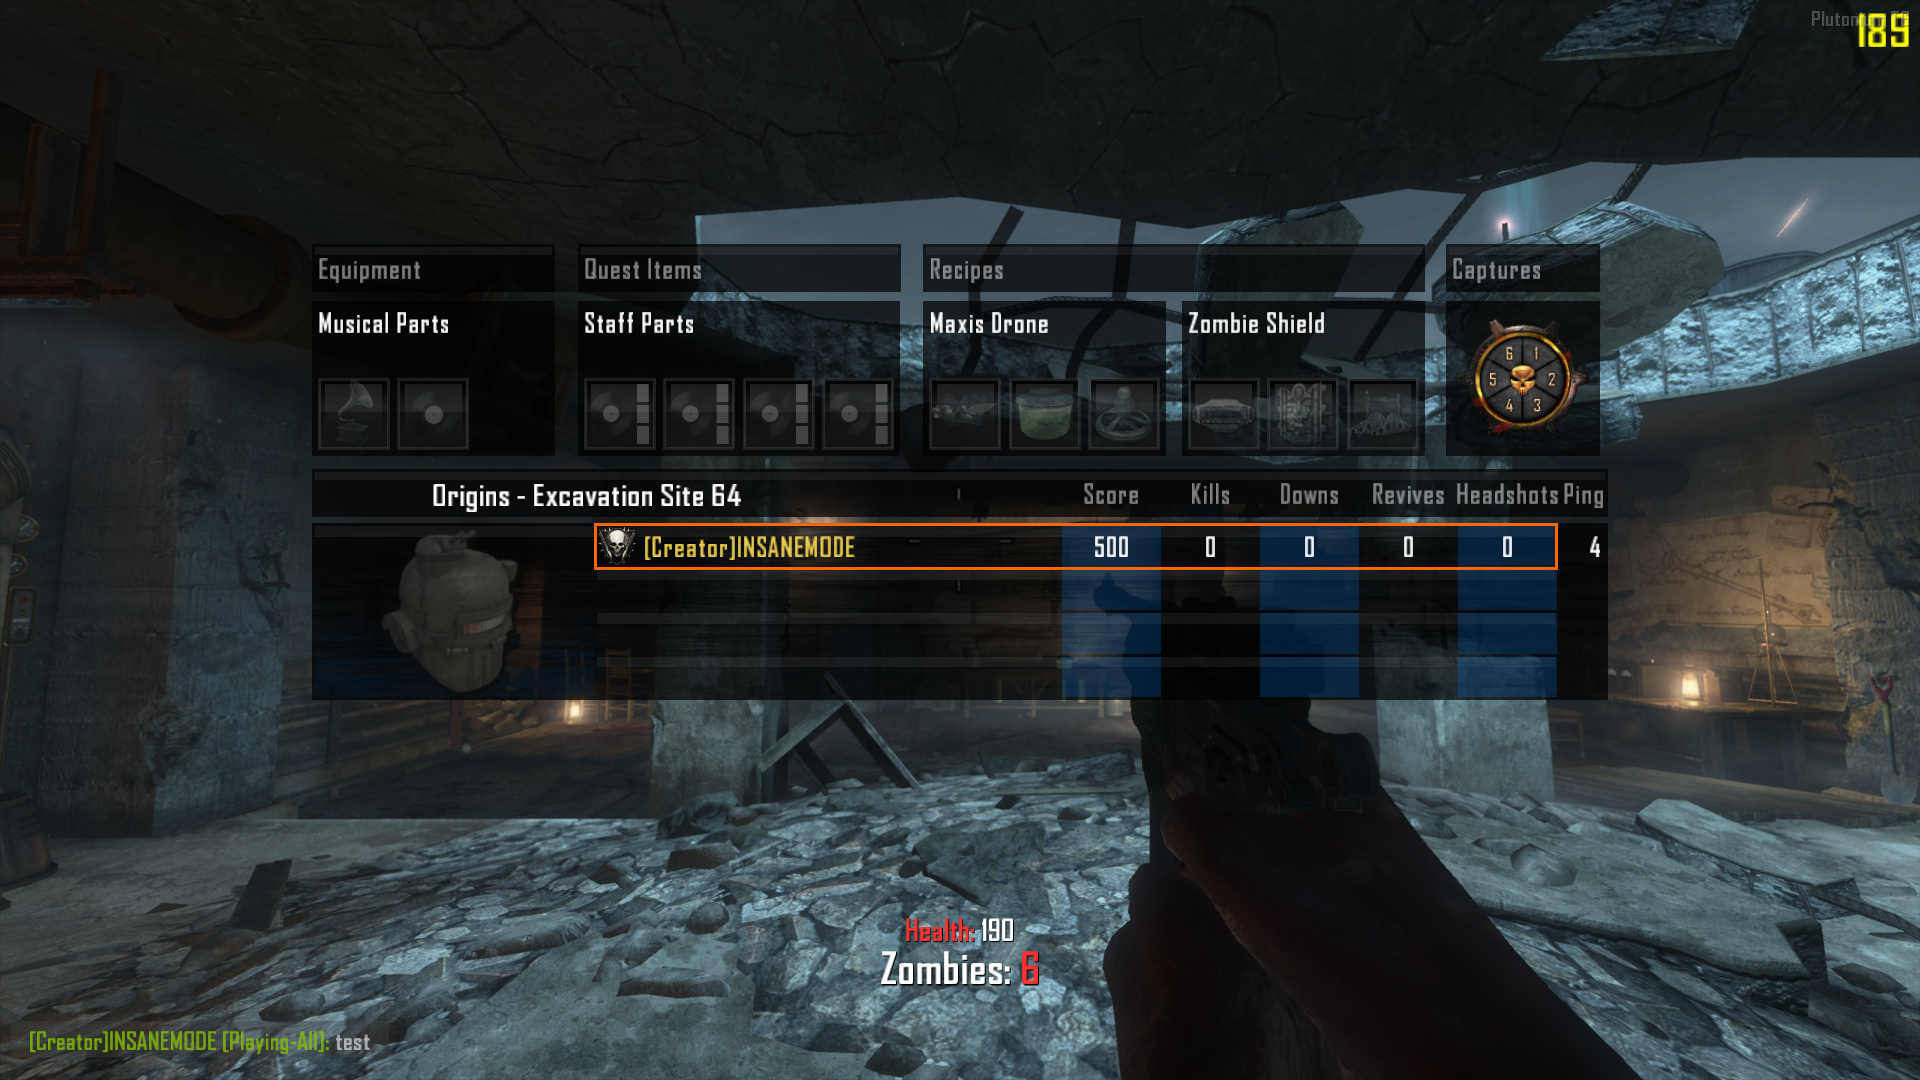 Pluton
189
Equipment
Quest Items
Recipes
Captures
Musical Parts
Staff Parts
Maxis Drone
Zombie Shield
6 1
5 2
4 3
Origins - Excavation Site 64
Score Kills Downs Revives Headshots Ping
[Creator]INSANEMODE 500 0 0 0 0 4
Health: 190
Zombies: 6
[Creator]INSANEMODE [Playing-All]: test